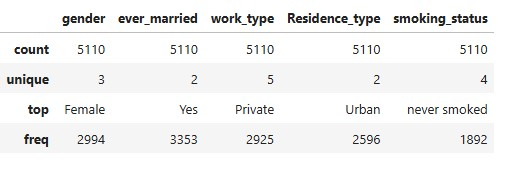 gender ever_married work_type Residence_type smoking_status
count 5110 5110 5110 5110 5110
unique 3 2 5 2 4
top Female Yes Private Urban never smoked
freq 2994 3353 2925 2596 1892